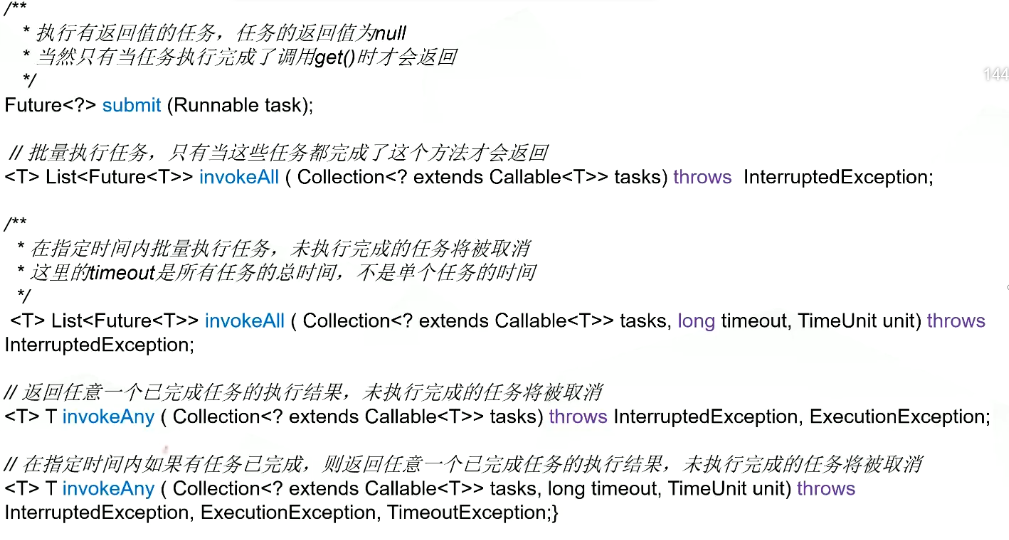 /**
* 执行有返回值的任务，任务的返回值为null
* 当然只有当任务执行完成了调用get()时才会返回
*/
Future<?> submit (Runnable task);
// 批量执行任务，只有当这些任务都完成了这个方法才会返回
<T> List<Future<T>> invokeAll ( Collection<? extends Callable<T>> tasks) throws InterruptedException;
/**
* 在指定时间内批量执行任务，未执行完成的任务将被取消
* 这里的timeout是所有任务的总时间，不是单个任务的时间
*/
<T> List<Future<T>> invokeAll ( Collection<? extends Callable<T>> tasks, long timeout, TimeUnit unit) throws
InterruptedException;
// 返回任意一个已完成任务的执行结果，未执行完成的任务将被取消
<T> T invokeAny ( Collection<? extends Callable<T>> tasks) throws InterruptedException, ExecutionException;
// 在指定时间内如果有任务已完成，则返回任意一个已完成任务的执行结果，未执行完成的任务将被取消
<T> T invokeAny ( Collection<? extends Callable<T>> tasks, long timeout, TimeUnit unit) throws
InterruptedException, ExecutionException, TimeoutException;}
144